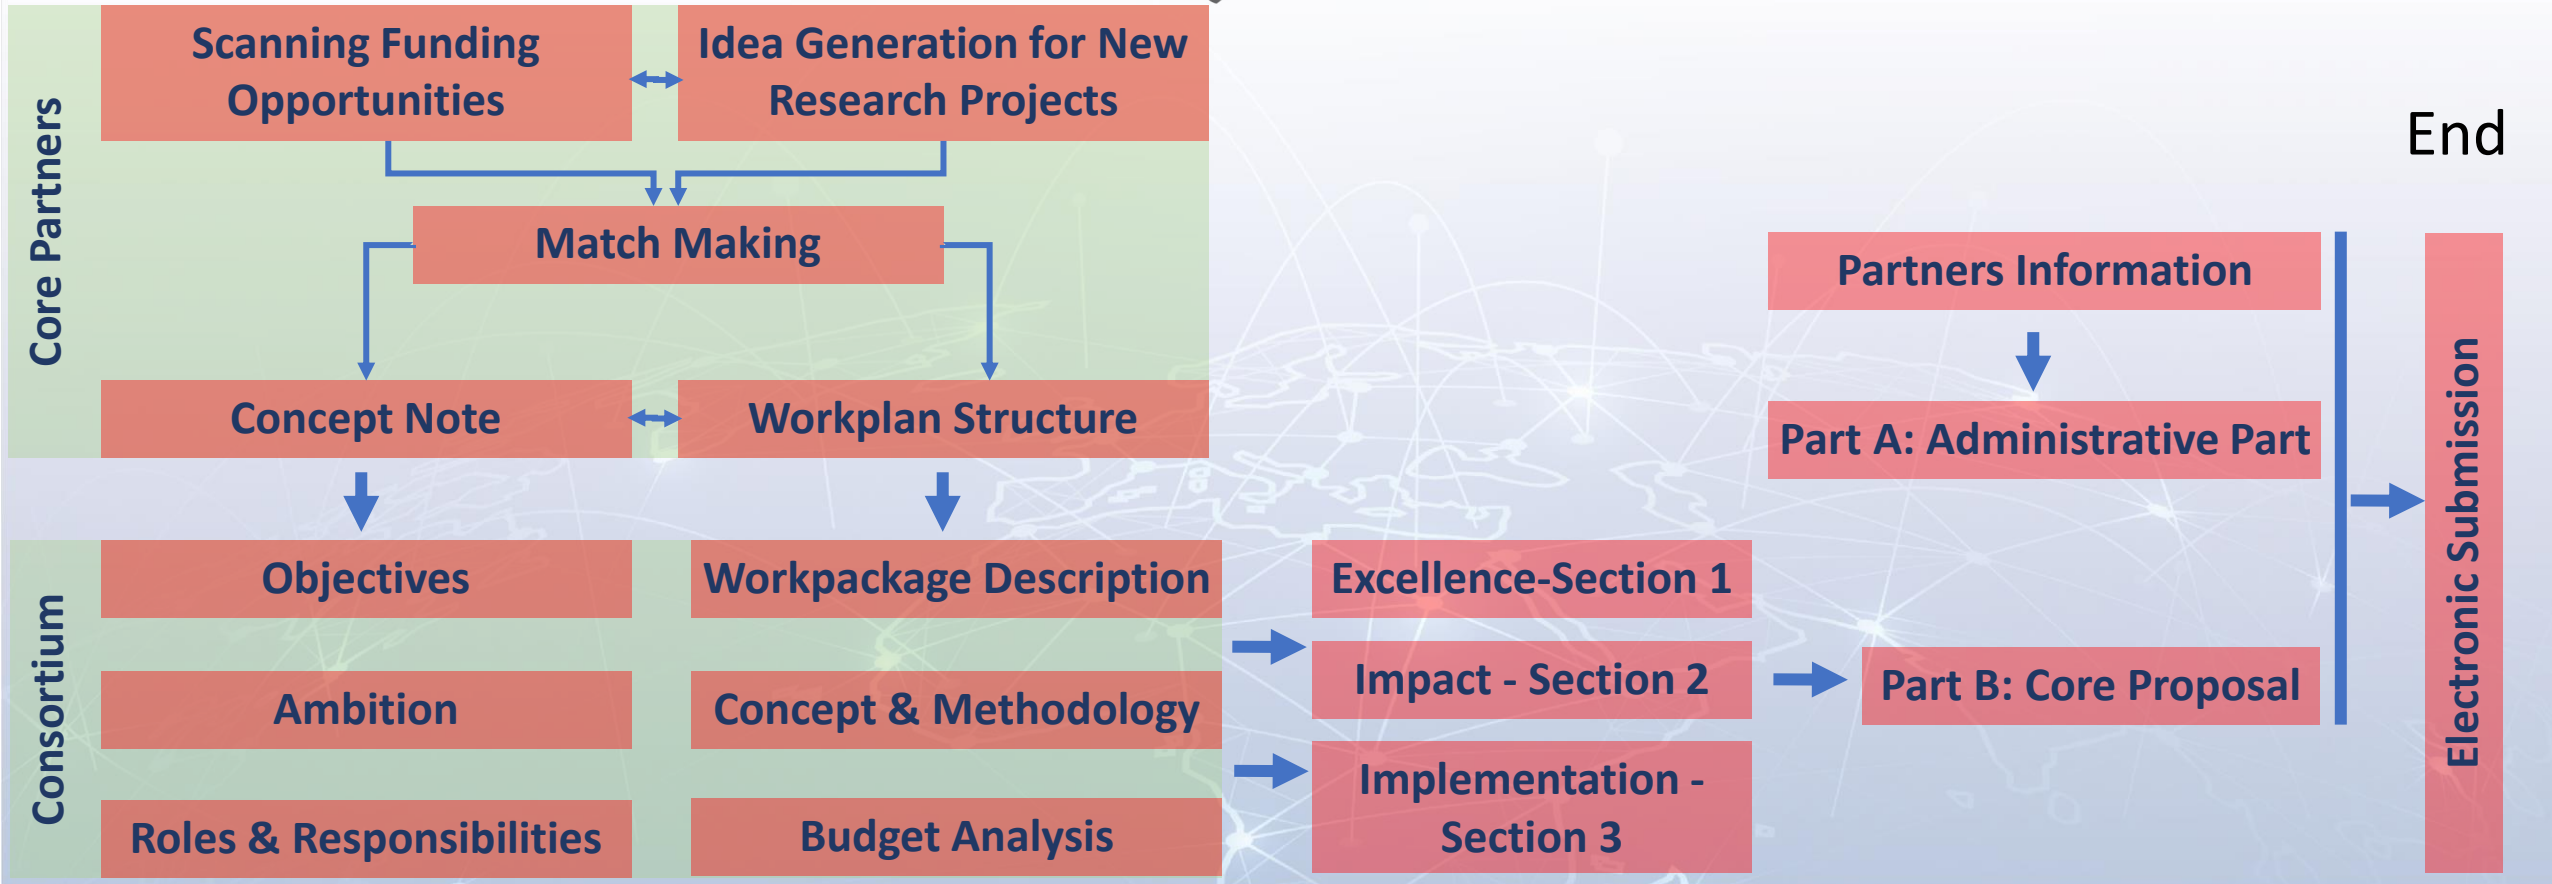 Core Partners
Scanning Funding
Opportunities
Idea Generation for New
Research Projects
Match Making
Concept Note
Workplan Structure
Consortium
Objectives
Workpackage Description
Ambition
Concept & Methodology
Roles & Responsibilities
Budget Analysis
Excellence-Section 1
Impact - Section 2
Implementation -
Section 3
Partners Information
Part A: Administrative Part
Part B: Core Proposal
End
Electronic Submission